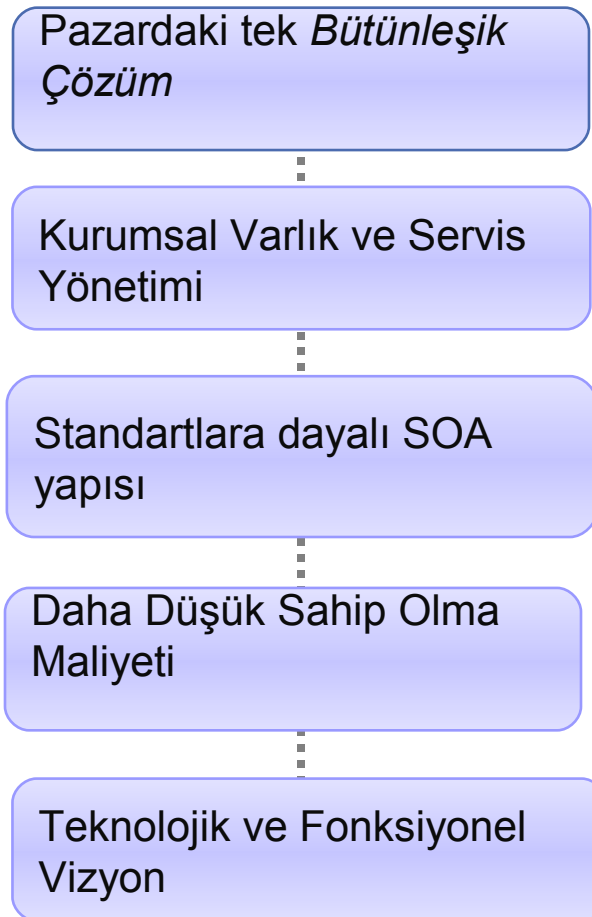 Pazardaki tek Bütünleşik
Çözüm
Kurumsal Varlık ve Servis
Yönetimi
Standartlara dayalı SOA
yapısı
Daha Düşük Sahip Olma
Maliyeti
Teknolojik ve Fonksiyonel
Vizyon